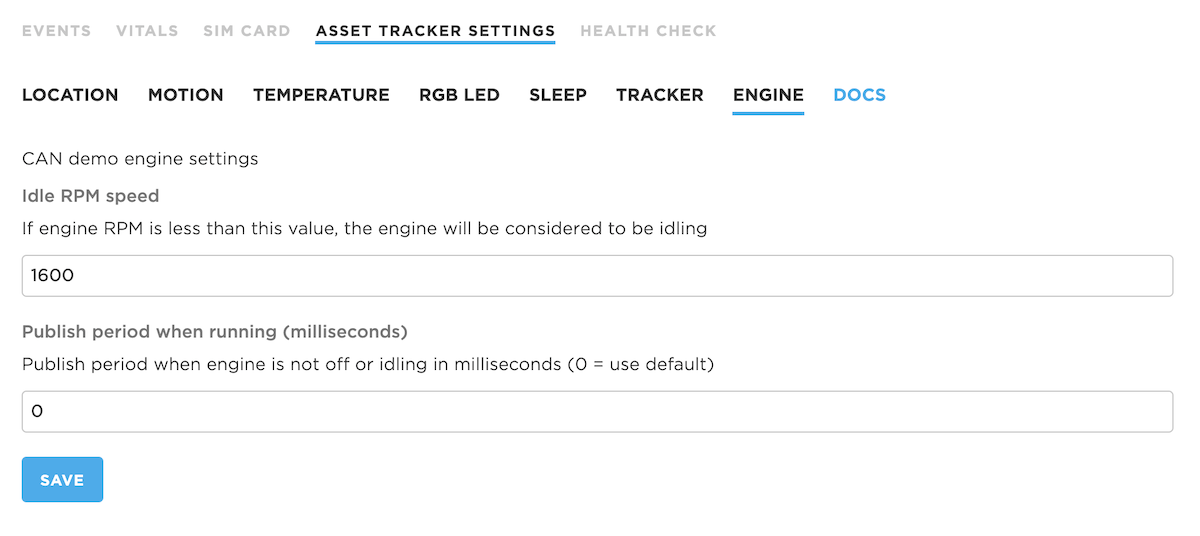 EVENTS VITALS SIM CARD ASSET TRACKER SETTINGS HEALTH CHECK
LOCATION MOTION TEMPERATURE RGB LED SLEEP TRACKER ENGINE DOCS
CAN demo engine settings
Idle RPM speed
If engine RPM is less than this value, the engine will be considered to be idling
1600
Publish period when running (milliseconds)
Publish period when engine is not off or idling in milliseconds (0 = use default)
0
SAVE